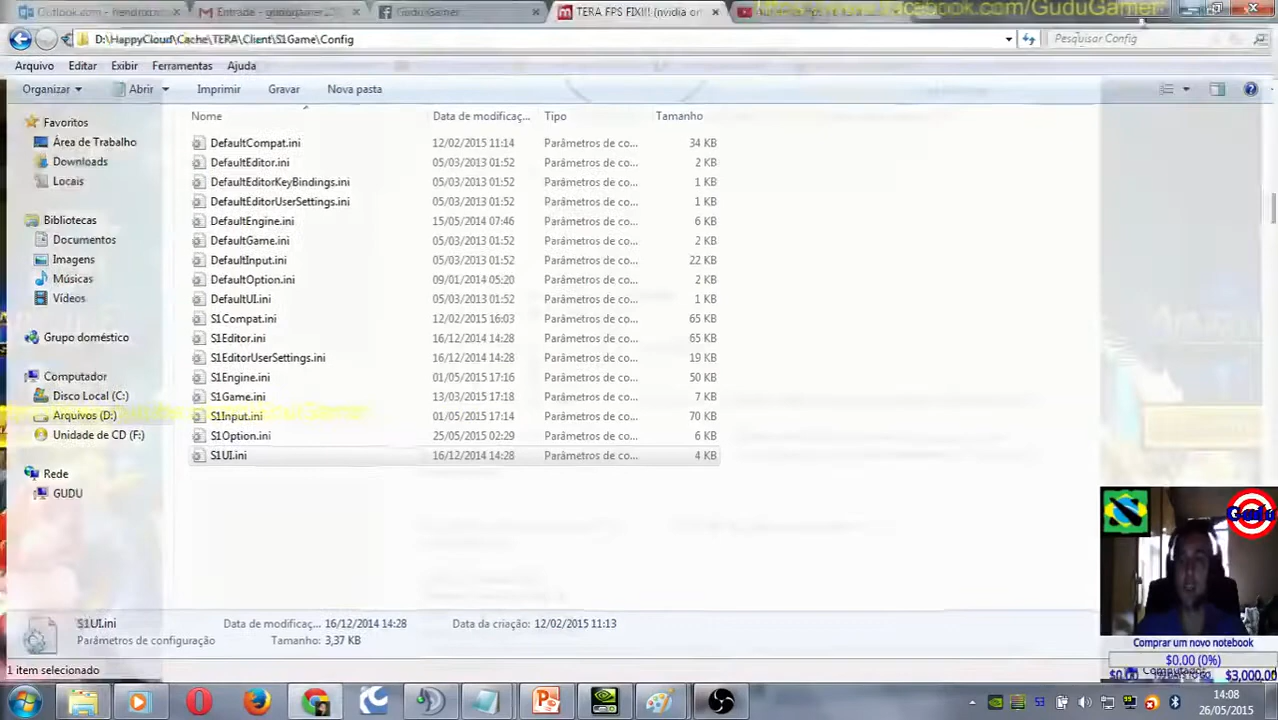 Outlook.com - hendrox...
Entrada - gudugamer...
Gudu Gamer
TERA FPS FIX!!! (nvidia or
www.facebook.com/GuduGamer
D:\HappyCloud\Cache\TERA\Client\S1Game\Config
Pesquisar Config
Arquivo Editar Exibir Ferramentas Ajuda
Organizar Abrir Imprimir Gravar Nova pasta
Nome Data de modificaç... Tipo Tamanho
Favoritos
Área de Trabalho
Downloads
Locais
Bibliotecas
Documentos
Imagens
Músicas
Vídeos
Grupo doméstico
Computador
Disco Local (C:)
Arquivos (D:)
Unidade de CD (F:)
Rede
GUDU
DefaultCompat.ini 12/02/2015 11:14 Parâmetros de co... 34 KB
DefaultEditor.ini 05/03/2013 01:52 Parâmetros de co... 2 KB
DefaultEditorKeyBindings.ini 05/03/2013 01:52 Parâmetros de co... 1 KB
DefaultEditorUserSettings.ini 05/03/2013 01:52 Parâmetros de co... 1 KB
DefaultEngine.ini 15/05/2014 07:46 Parâmetros de co... 6 KB
DefaultGame.ini 05/03/2013 01:52 Parâmetros de co... 2 KB
DefaultInput.ini 05/03/2013 01:52 Parâmetros de co... 22 KB
DefaultOption.ini 09/01/2014 05:20 Parâmetros de co... 2 KB
DefaultUI.ini 05/03/2013 01:52 Parâmetros de co... 1 KB
S1Compat.ini 12/02/2015 16:03 Parâmetros de co... 65 KB
S1Editor.ini 16/12/2014 14:28 Parâmetros de co... 65 KB
S1EditorUserSettings.ini 16/12/2014 14:28 Parâmetros de co... 19 KB
S1Engine.ini 01/05/2015 17:16 Parâmetros de co... 50 KB
S1Game.ini 13/03/2015 17:18 Parâmetros de co... 7 KB
S1Input.ini 01/05/2015 17:14 Parâmetros de co... 70 KB
S1Option.ini 25/05/2015 02:29 Parâmetros de co... 6 KB
S1UI.ini 16/12/2014 14:28 Parâmetros de co... 4 KB
Gudu
Comprar um novo notebook
$0.00 (0%)
$0.00 $3,000.00
Computador
S1UI.ini Data de modificaç... 16/12/2014 14:28 Data da criação: 12/02/2015 11:13
Parâmetros de configuração Tamanho: 3,37 KB
1 item selecionado
14:08
26/05/2015